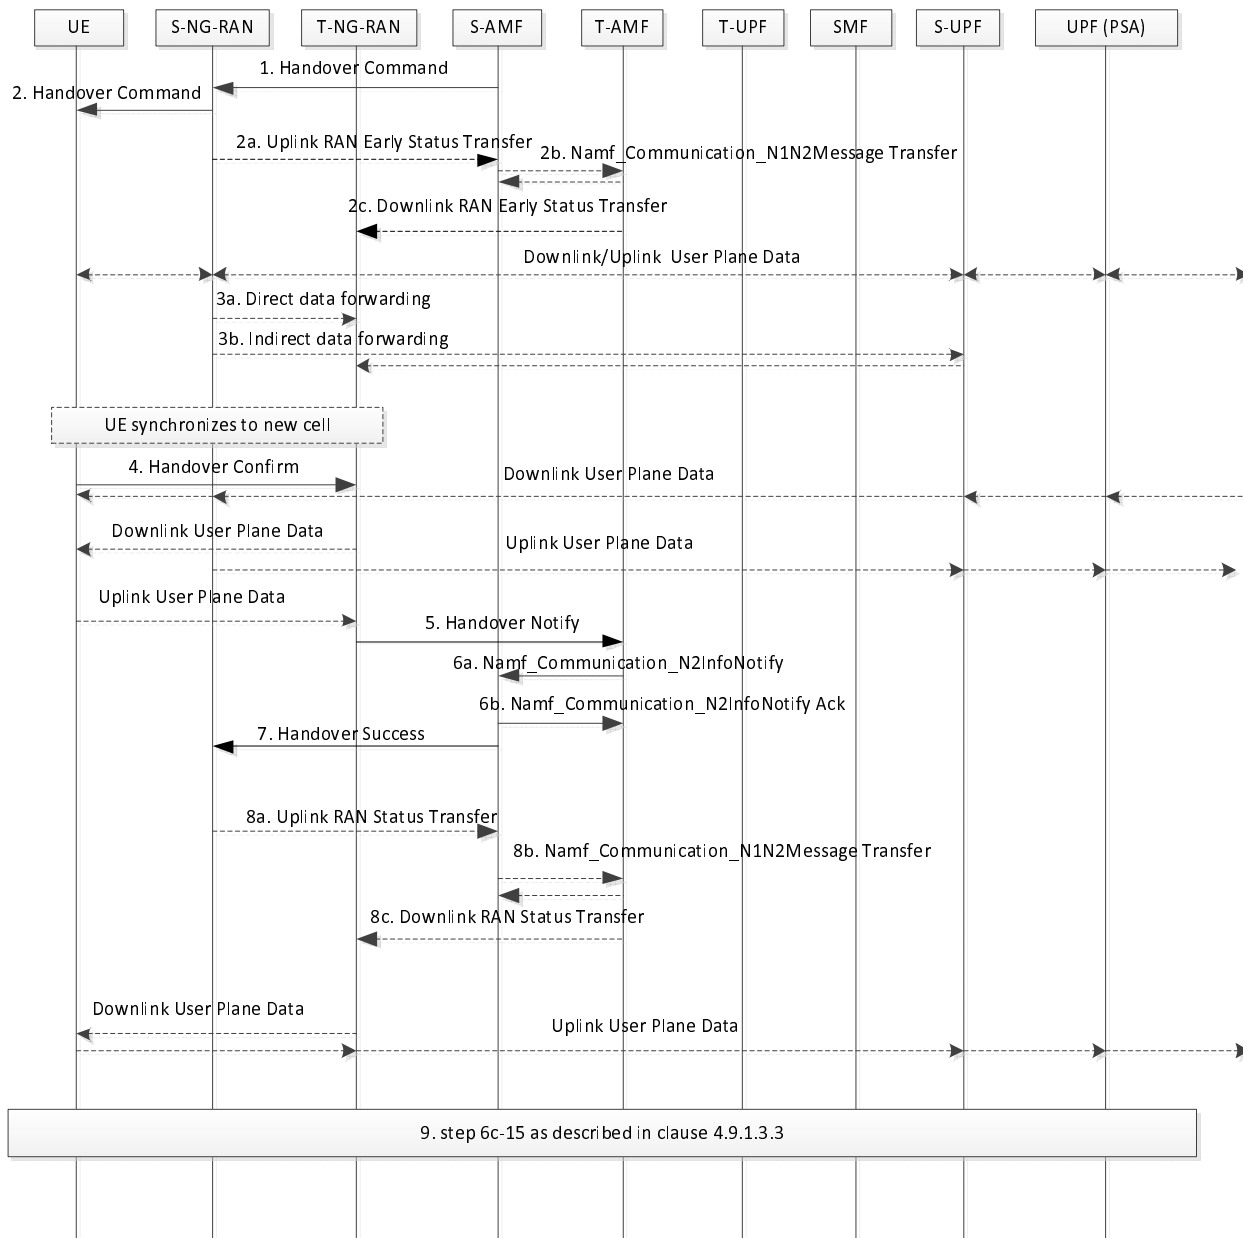 UE
S-NG-RAN
T-NG-RAN
S-AMF
T-AMF
T-UPF
SMF
S-UPF
UPF (PSA)
1. Handover Command
2. Handover Command
2a. Uplink RAN Early Status Transfer
2b. Namf_Communication_N1N2Message Transfer
2c. Downlink RAN Early Status Transfer
Downlink/Uplink User Plane Data
3a. Direct data forwarding
3b. Indirect data forwarding
UE synchronizes to new cell
4. Handover Confirm
Downlink User Plane Data
Downlink User Plane Data
Uplink User Plane Data
Uplink User Plane Data
5. Handover Notify
6a. Namf_Communication_N2InfoNotify
6b. Namf_Communication_N2InfoNotify Ack
7. Handover Success
8a. Uplink RAN Status Transfer
8b. Namf_Communication_N1N2Message Transfer
8c. Downlink RAN Status Transfer
Downlink User Plane Data
Uplink User Plane Data
9. step 6c-15 as described in clause 4.9.1.3.3